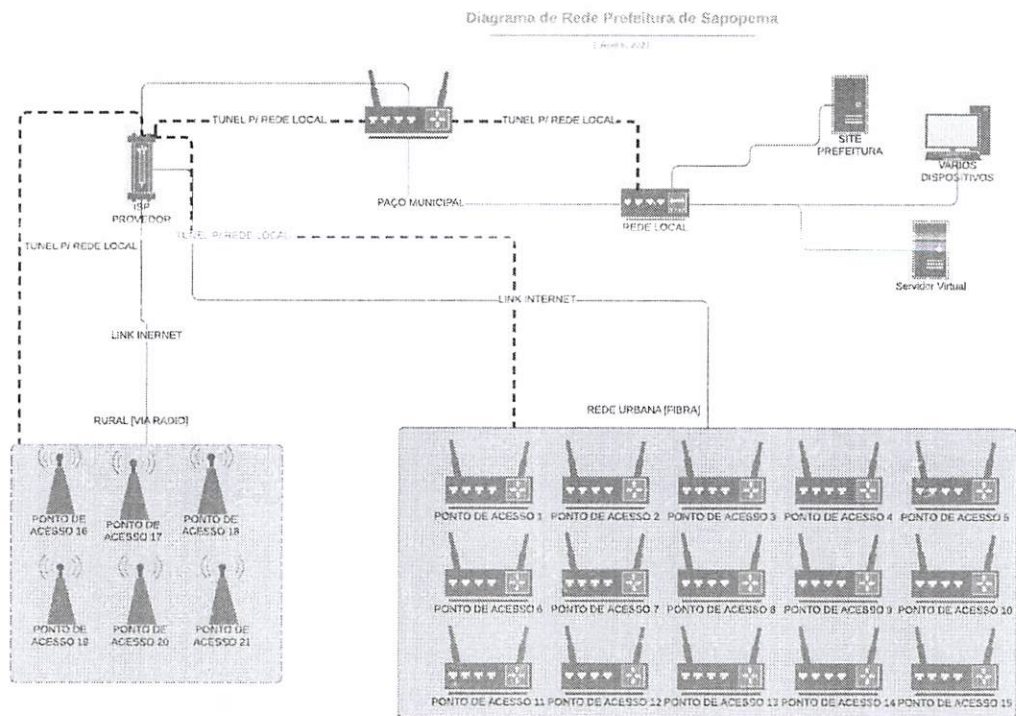 Diagrama de Rede Prefeitura de Sapopema
TUNEL P/ REDE LOCAL
TUNEL P/ REDE LOCAL
SITE
PREFEITURA
VÁRIOS
DISPOSITIVOS
ISP
PROVEDOR
PAÇO MUNICIPAL
REDE LOCAL
TUNEL P/ REDE LOCAL
TUNEL P/ REDE LOCAL
Servidor Virtual
LINK INTERNET
LINK INERNET
RURAL [VIA RADIO]
REDE URBANA [FIBRA]
PONTO DE
ACESSO 16
PONTO DE
ACESSO 17
PONTO DE
ACESSO 18
PONTO DE
ACESSO 19
PONTO DE
ACESSO 20
PONTO DE
ACESSO 21
PONTO DE ACESSO 1
PONTO DE ACESSO 2
PONTO DE ACESSO 3
PONTO DE ACESSO 4
PONTO DE ACESSO 5
PONTO DE ACESSO 6
PONTO DE ACESSO 7
PONTO DE ACESSO 8
PONTO DE ACESSO 9
PONTO DE ACESSO 10
PONTO DE ACESSO 11
PONTO DE ACESSO 12
PONTO DE ACESSO 13
PONTO DE ACESSO 14
PONTO DE ACESSO 15